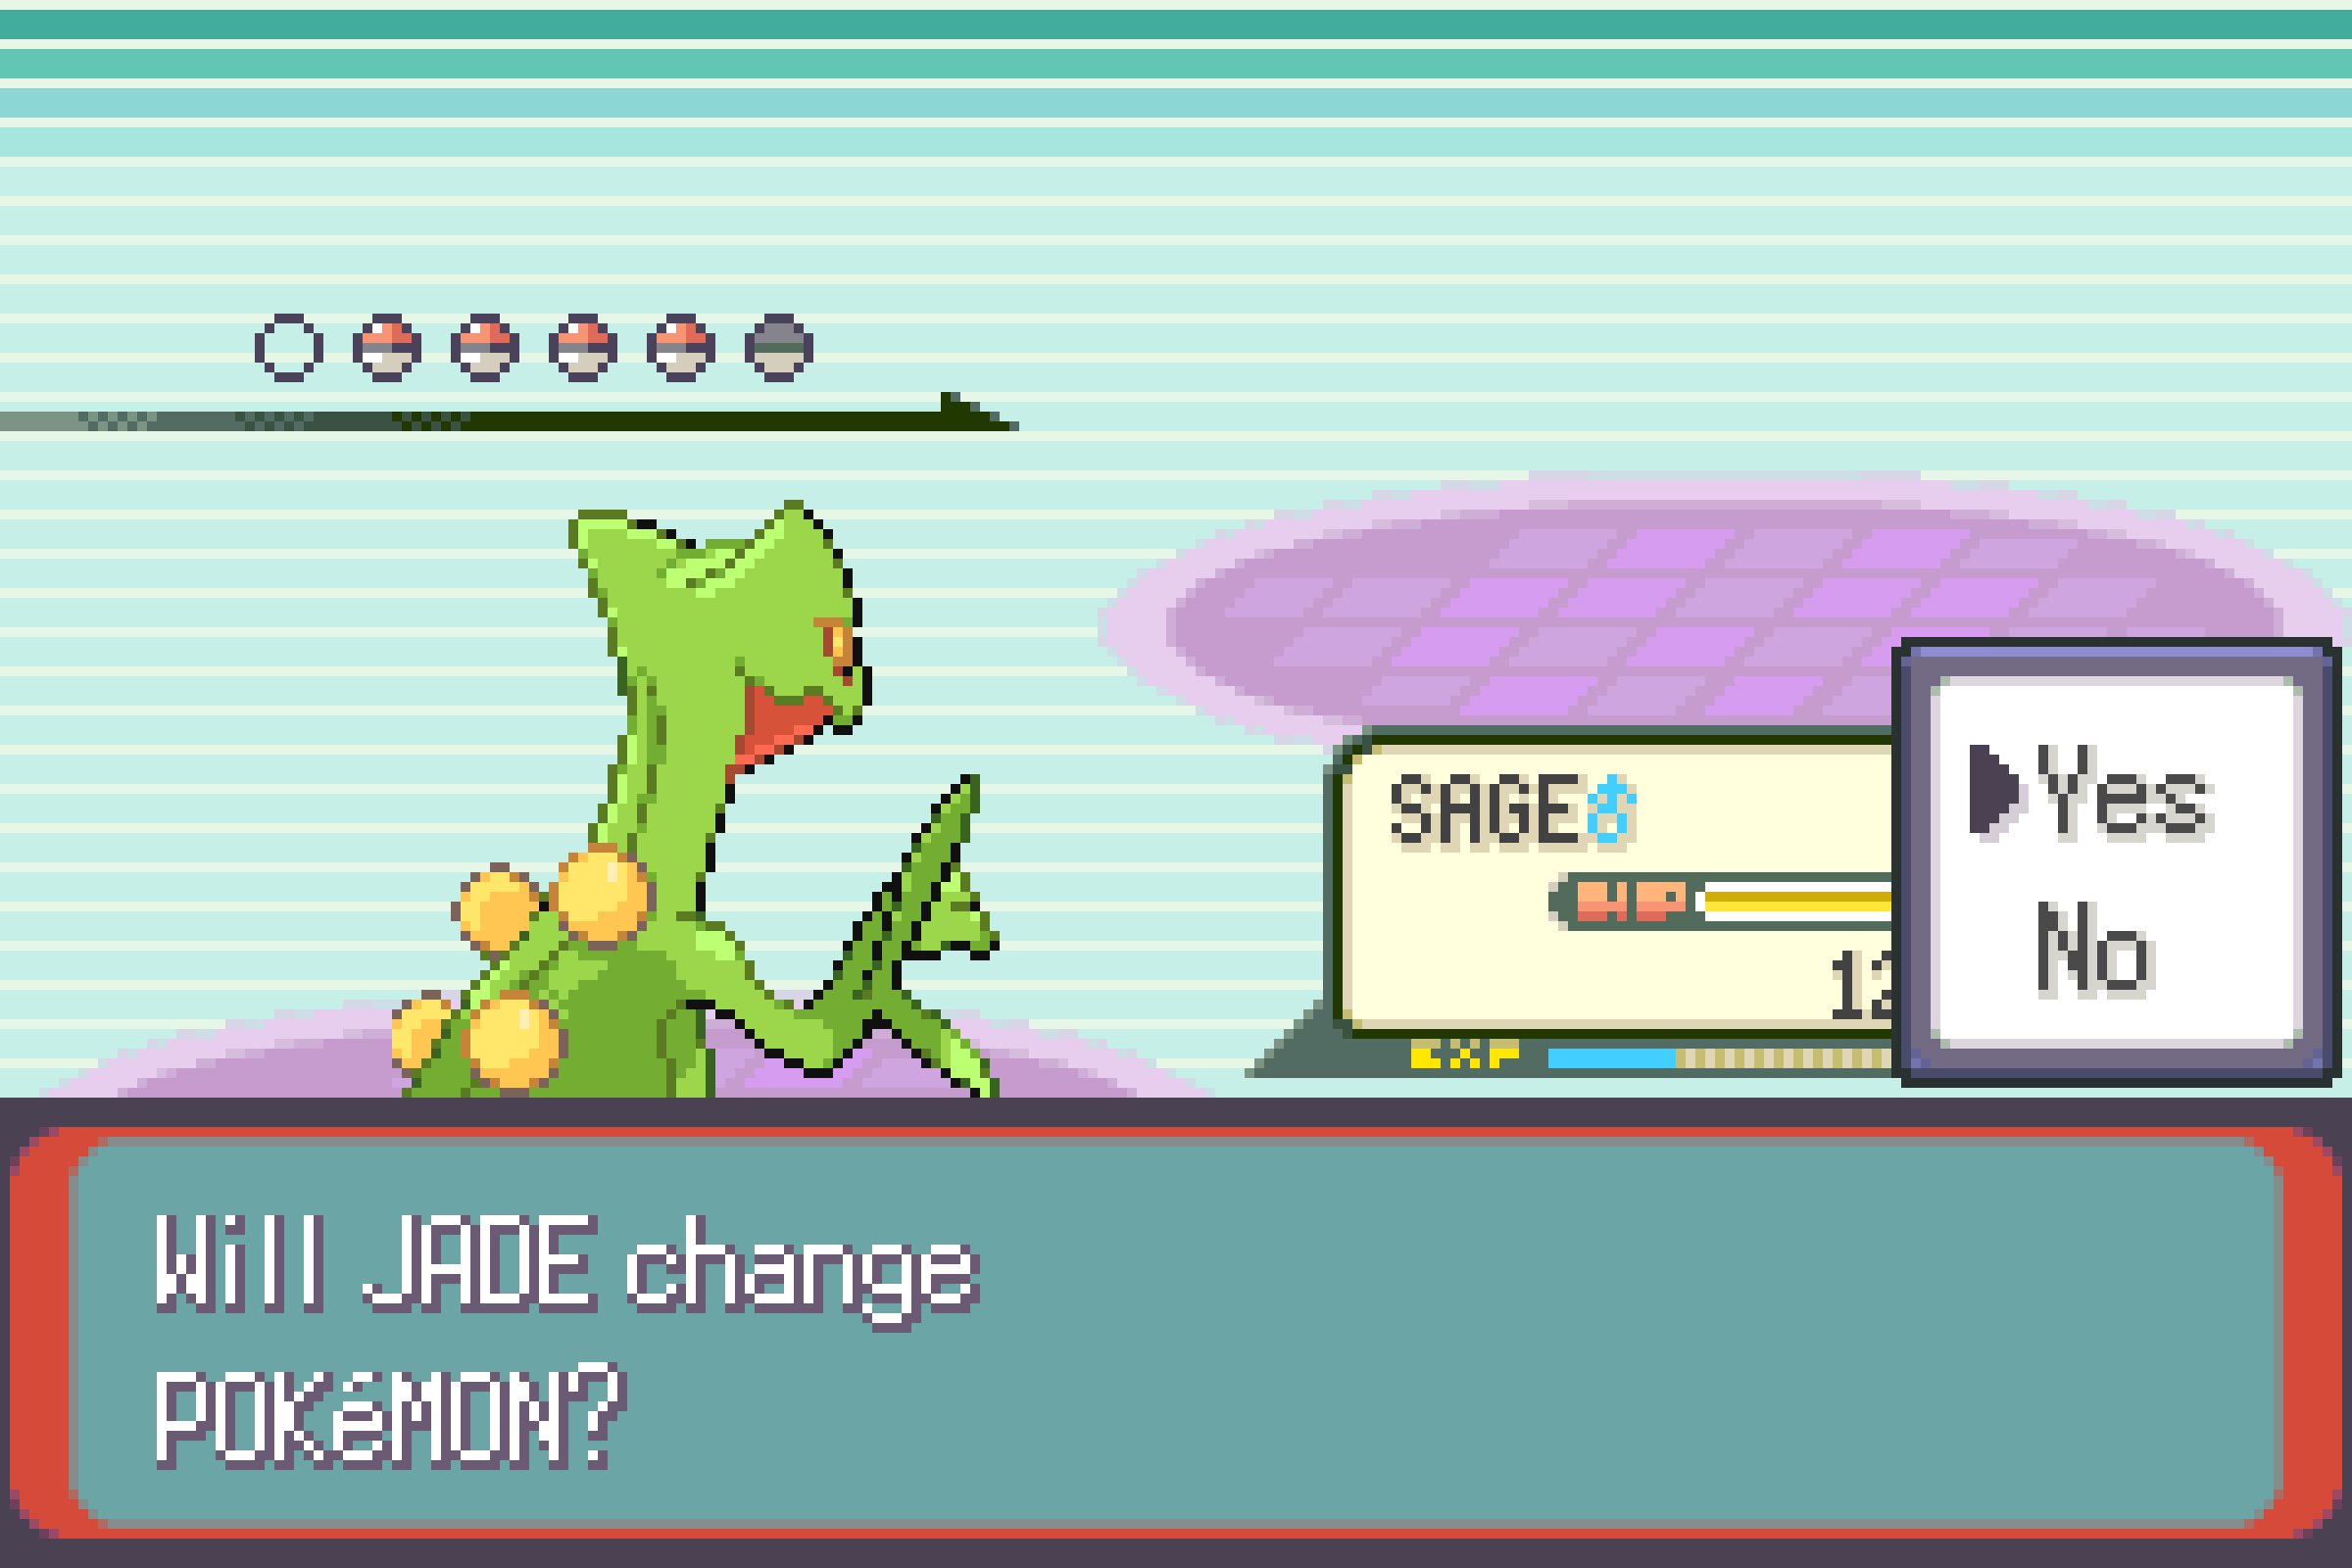 SAGE♂
HP
12
EXP
Yes
No
Will JADE change
POKéMON?